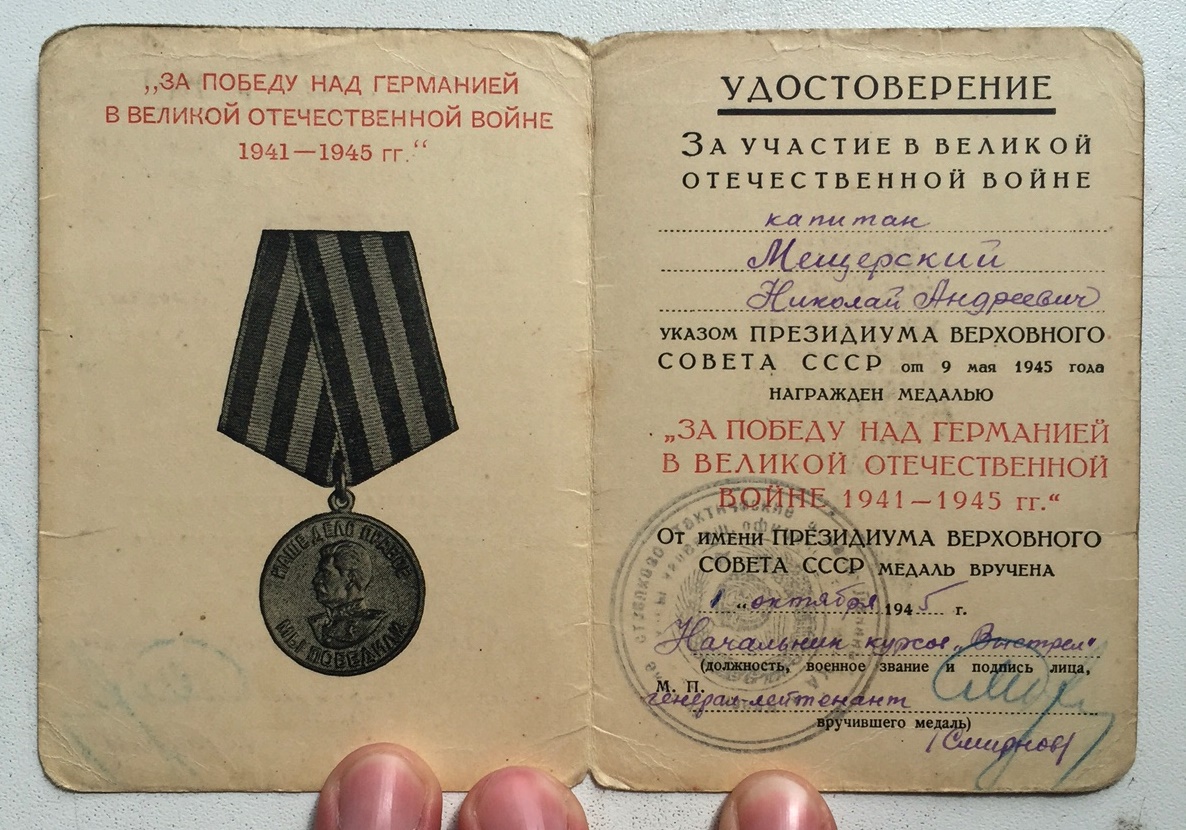 „ЗА ПОБЕДУ НАД ГЕРМАНИЕЙ
В ВЕЛИКОЙ ОТЕЧЕСТВЕННОЙ ВОЙНЕ
1941—1945 гг.“
НАШЕ ДЕЛО ПРАВОЕ
МЫ ПОБЕДИЛИ
УДОСТОВЕРЕНИЕ
ЗА УЧАСТИЕ В ВЕЛИКОЙ
ОТЕЧЕСТВЕННОЙ ВОЙНЕ
капитан
Мещерский
Николай Андреевич
УКАЗОМ ПРЕЗИДИУМА ВЕРХОВНОГО
СОВЕТА СССР от 9 мая 1945 года
НАГРАЖДЕН МЕДАЛЬЮ
„ЗА ПОБЕДУ НАД ГЕРМАНИЕЙ
В ВЕЛИКОЙ ОТЕЧЕСТВЕННОЙ
ВОЙНЕ 1941—1945 гг.“
От имени ПРЕЗИДИУМА ВЕРХОВНОГО
СОВЕТА СССР МЕДАЛЬ ВРУЧЕНА
1 „октября 1945 г.
Начальник курсов „Выстрел“
(должность, военное звание и подпись лица,
М. П.
генерал-лейтенант
вручившего медаль)
(Смирнов)